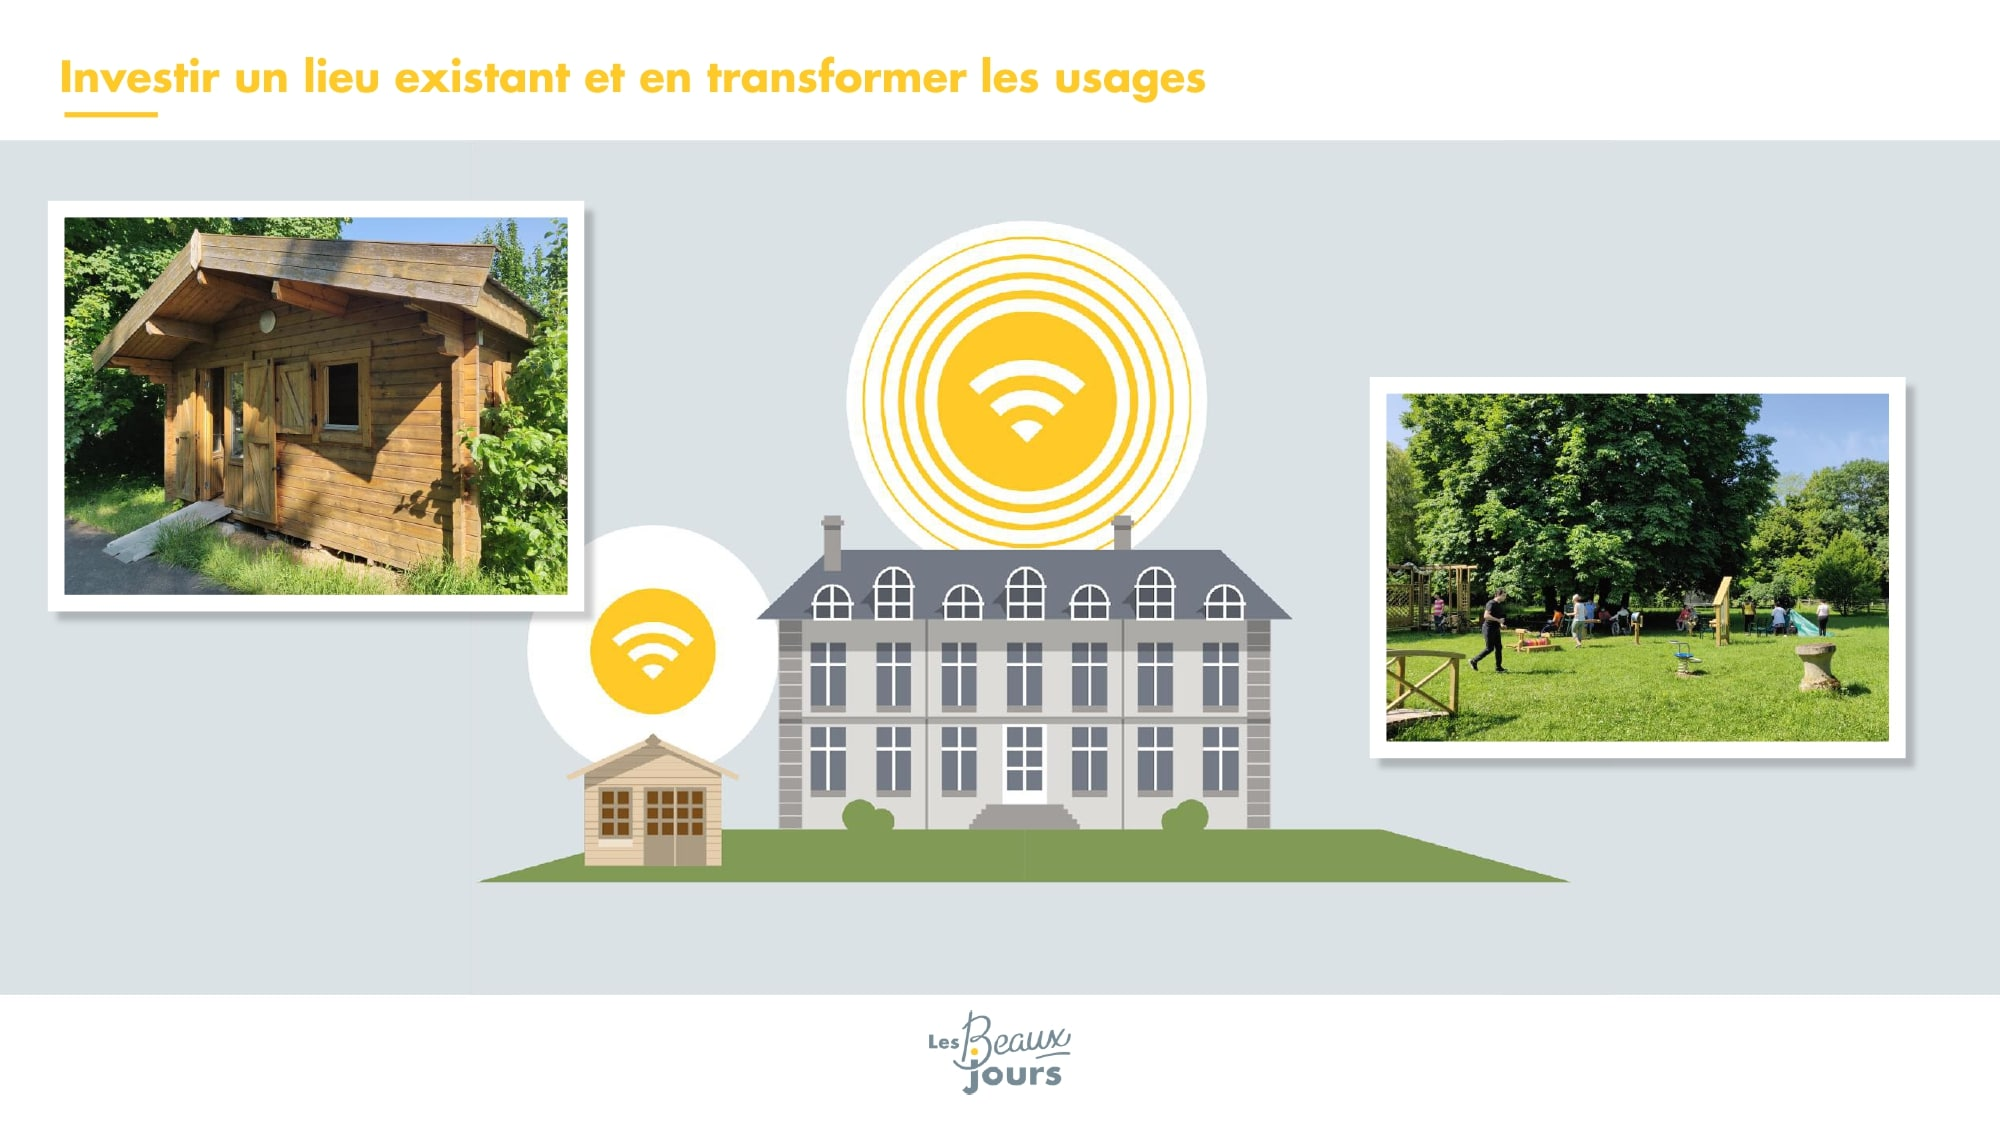 Investir un lieu existant et en transformer les usages
Les Beaux
jours